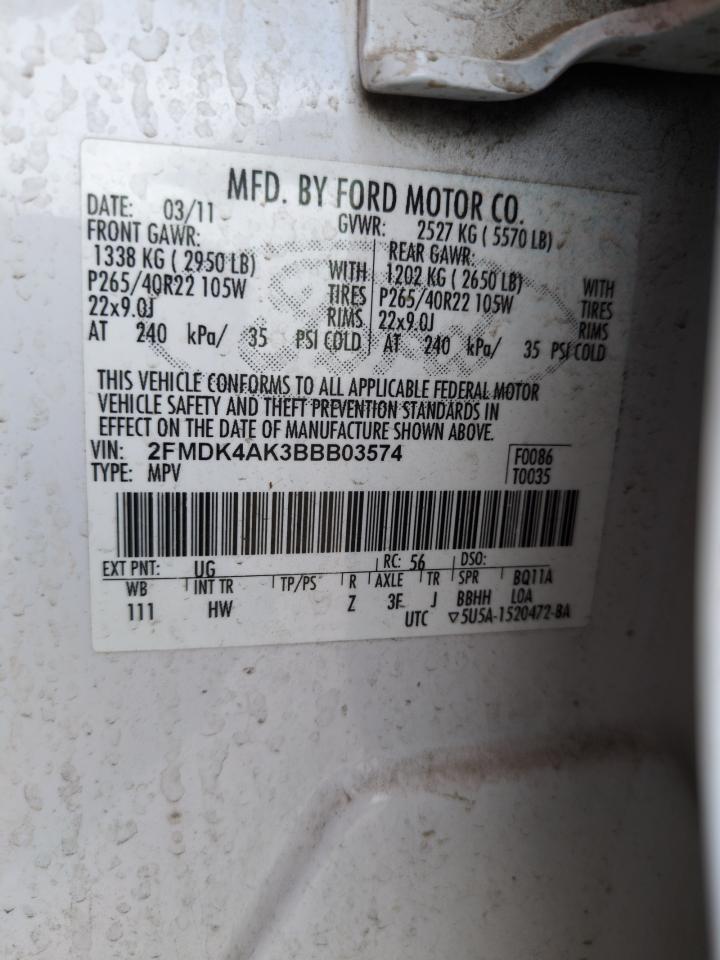 MFD. BY FORD MOTOR CO.
DATE: 03/11 GVWR: 2527 KG ( 5570 LB)
FRONT GAWR: REAR GAWR:
1338 KG ( 2950 LB) WITH 1202 KG ( 2650 LB) WITH
P265/40R22 105W TIRES P265/40R22 105W TIRES
22x9.0J RIMS 22x9.0J RIMS
AT 240 kPa/ 35 PSI COLD AT 240 kPa/ 35 PSI COLD
THIS VEHICLE CONFORMS TO ALL APPLICABLE FEDERAL MOTOR
VEHICLE SAFETY AND THEFT PREVENTION STANDARDS IN
EFFECT ON THE DATE OF MANUFACTURE SHOWN ABOVE.
VIN: 2FMDK4AK3BBB03574 F0086
TYPE: MPV T0035
EXT PNT: UG RC: 56 DSO:
WB INT TR TP/PS R AXLE TR SPR BQ11A
111 HW Z 3E J BBHH LOA
UTC ▽5U5A-1520472-BA